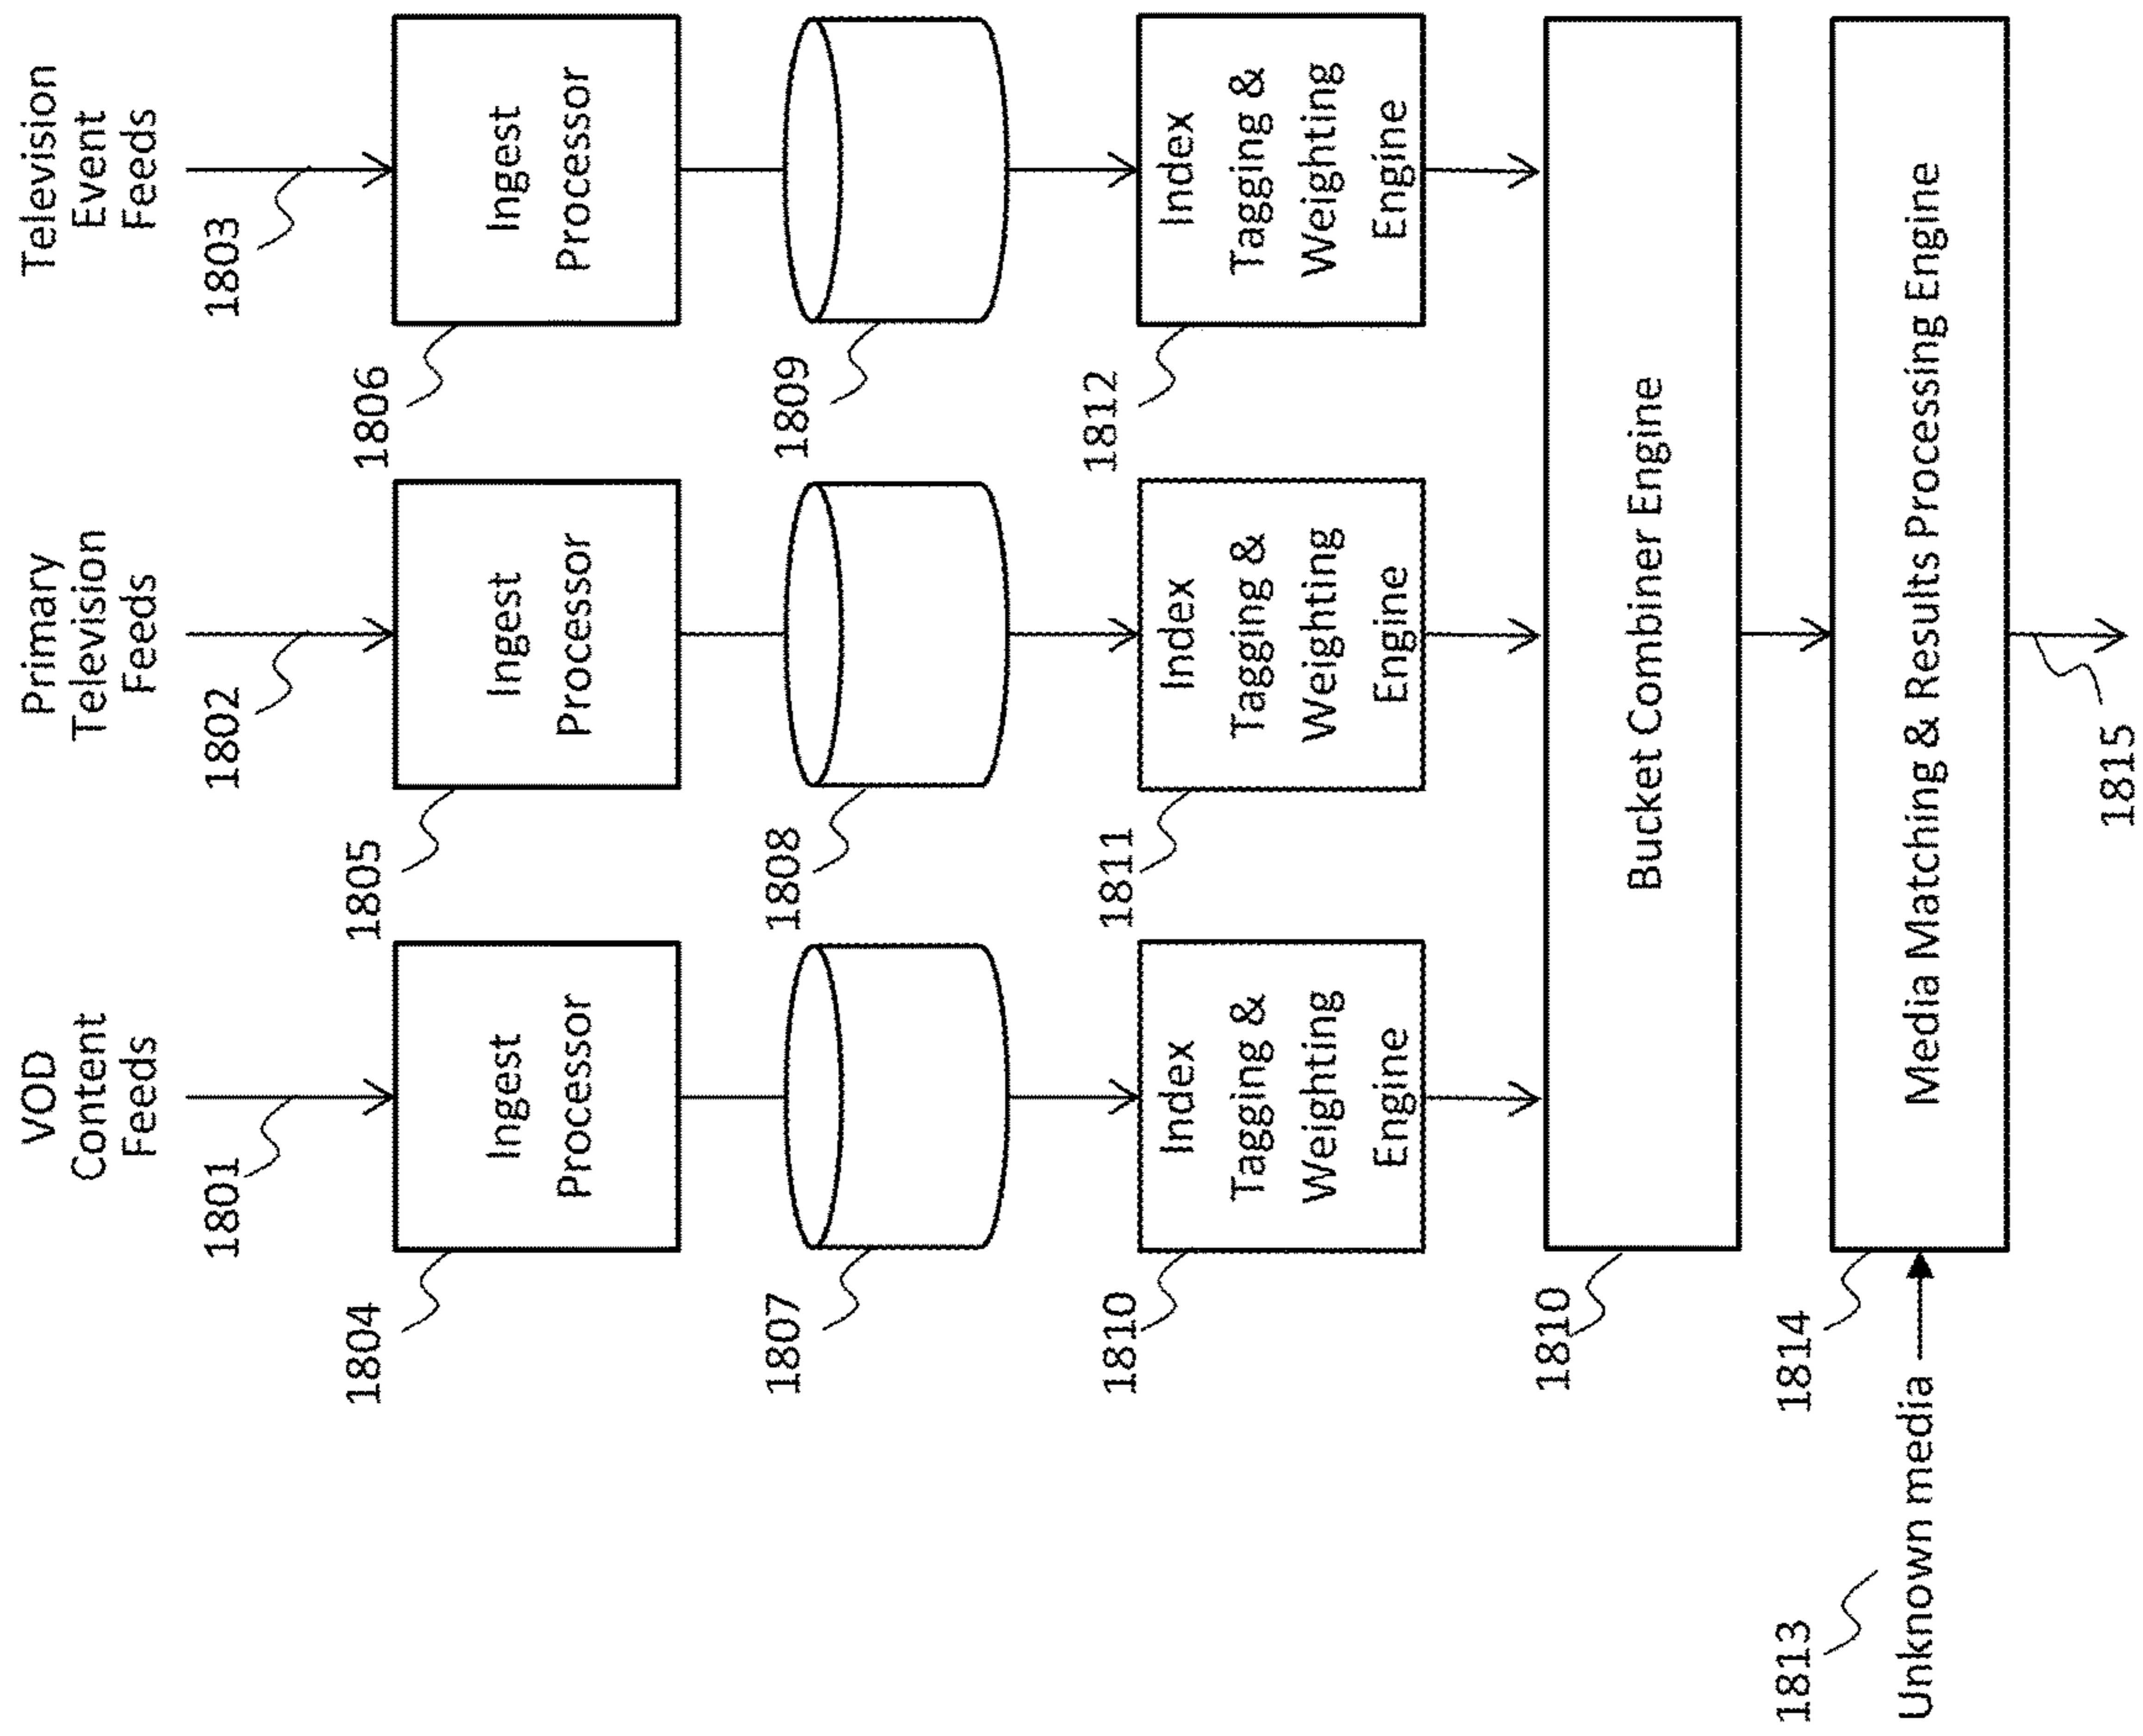 VOD
Content
Feeds
1801
Primary
Television
Feeds
1802
Television
Event
Feeds
1803
Ingest
Processor
1804
Ingest
Processor
1805
Ingest
Processor
1806
1807
1808
1809
Index
Tagging &
Weighting
Engine
1810
Index
Tagging &
Weighting
Engine
1811
Index
Tagging &
Weighting
Engine
1812
Bucket Combiner Engine
1810
1813
Unknown media
1814
Media Matching & Results Processing Engine
1815